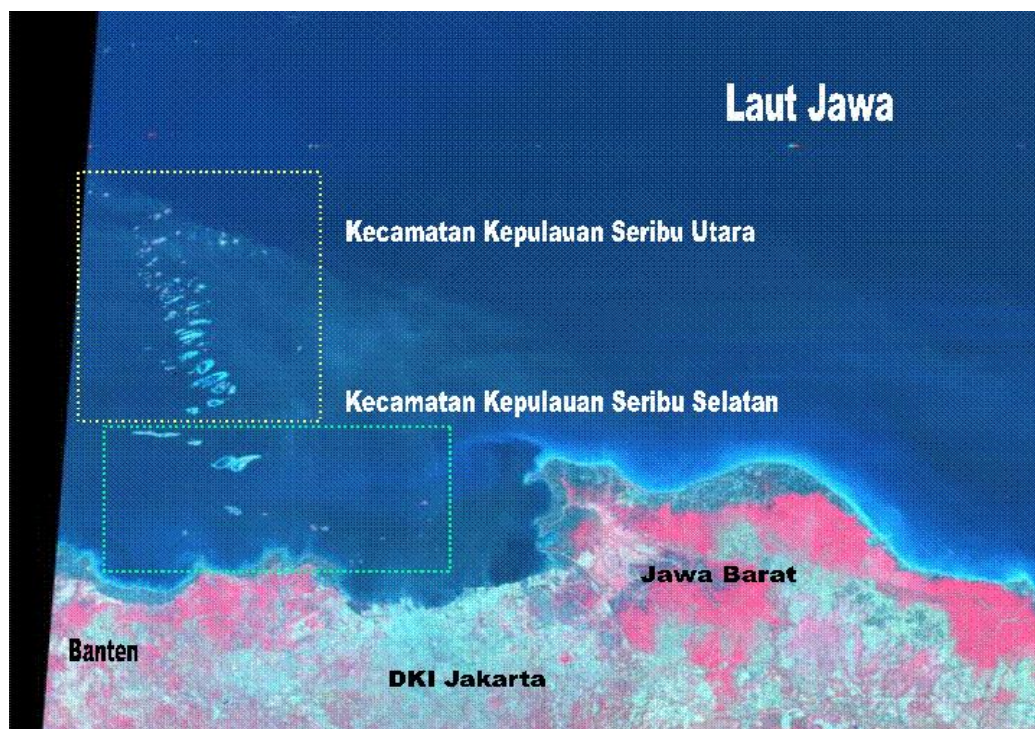 Laut Jawa
Kecamatan Kepulauan Seribu Utara
Kecamatan Kepulauan Seribu Selatan
Jawa Barat
Banten
DKI Jakarta